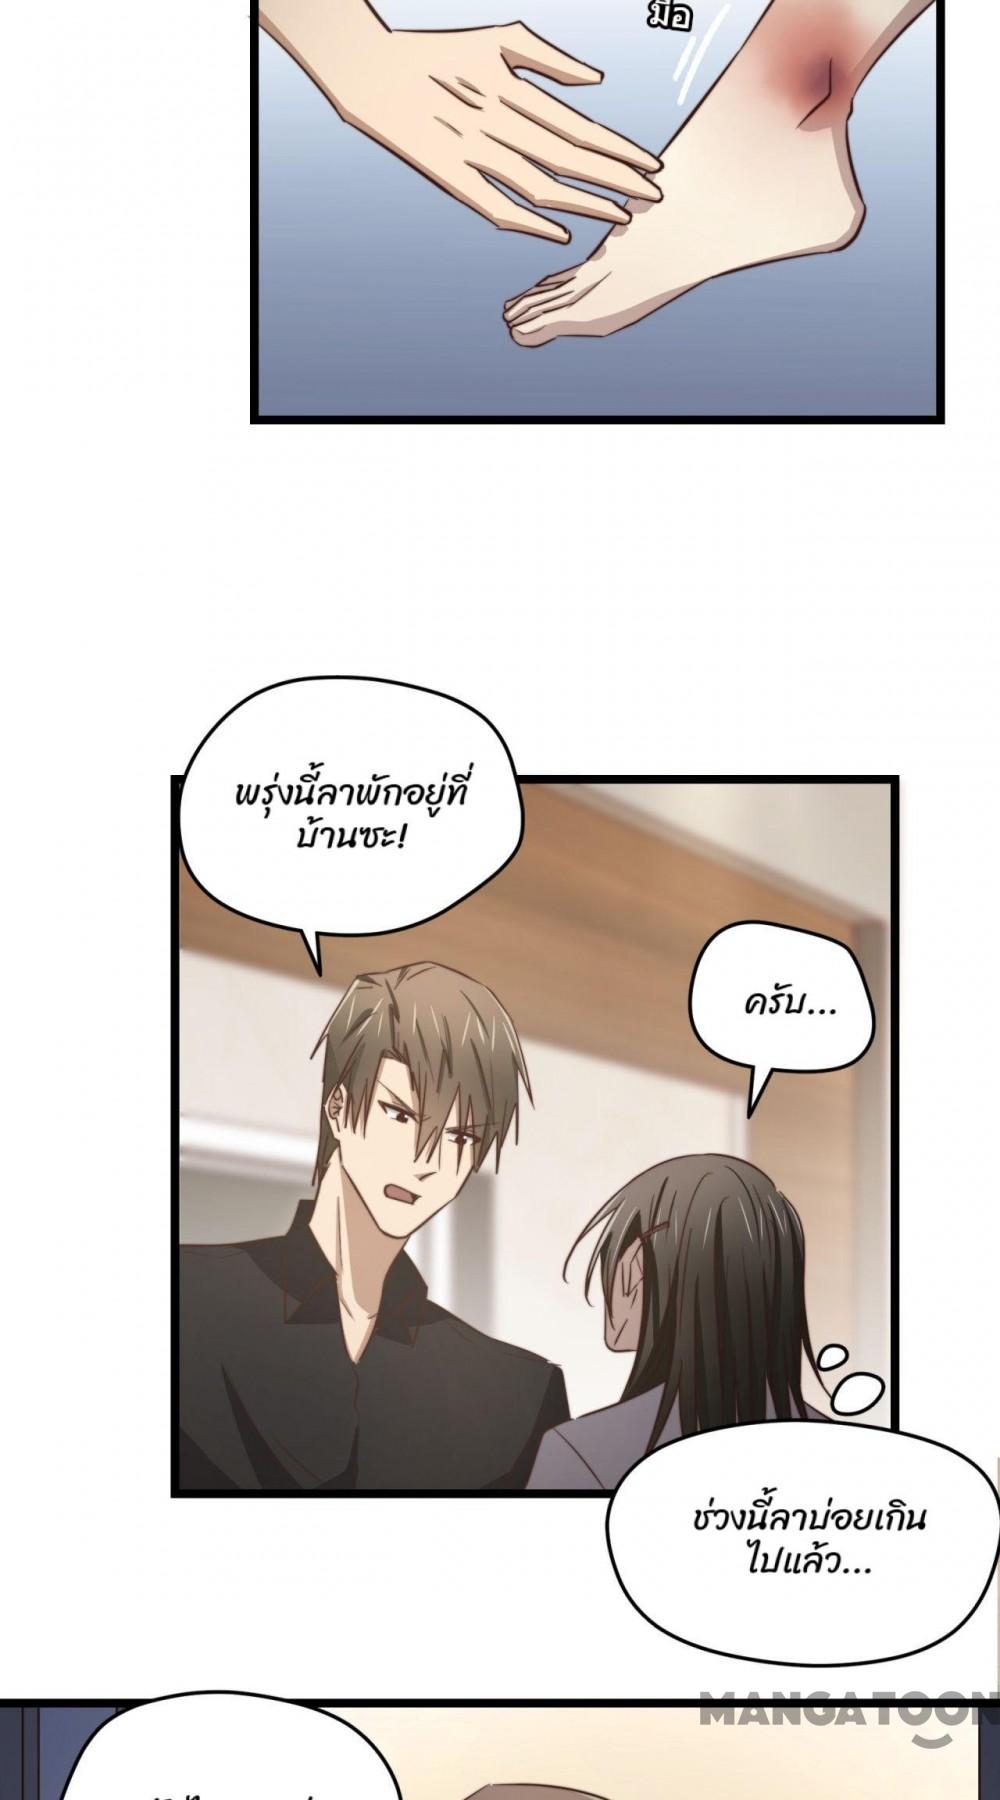 มือ
พรุ่งนี้ลาพักอยู่ที่
บ้านซะ!
ครับ...
ช่วงนี้ลาบ่อยเกิน
ไปแล้ว...
MANGATOON